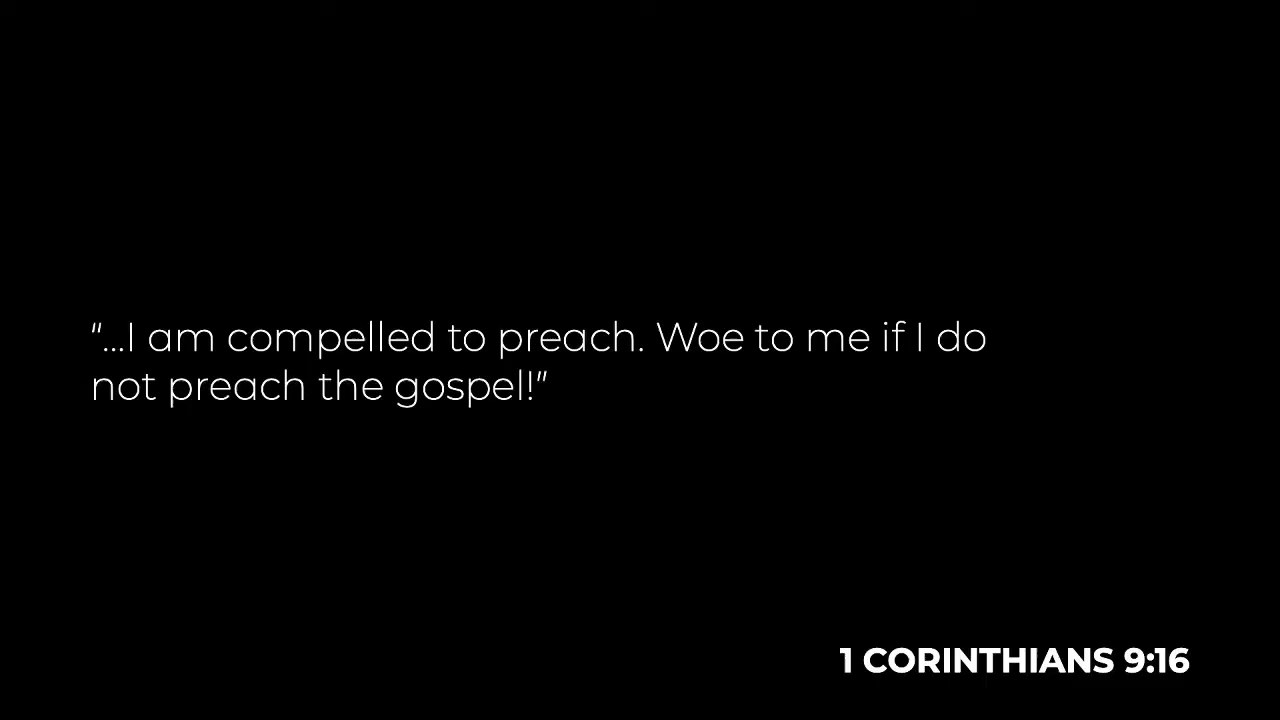 “...I am compelled to preach. Woe to me if I do
not preach the gospel!”
1 CORINTHIANS 9:16